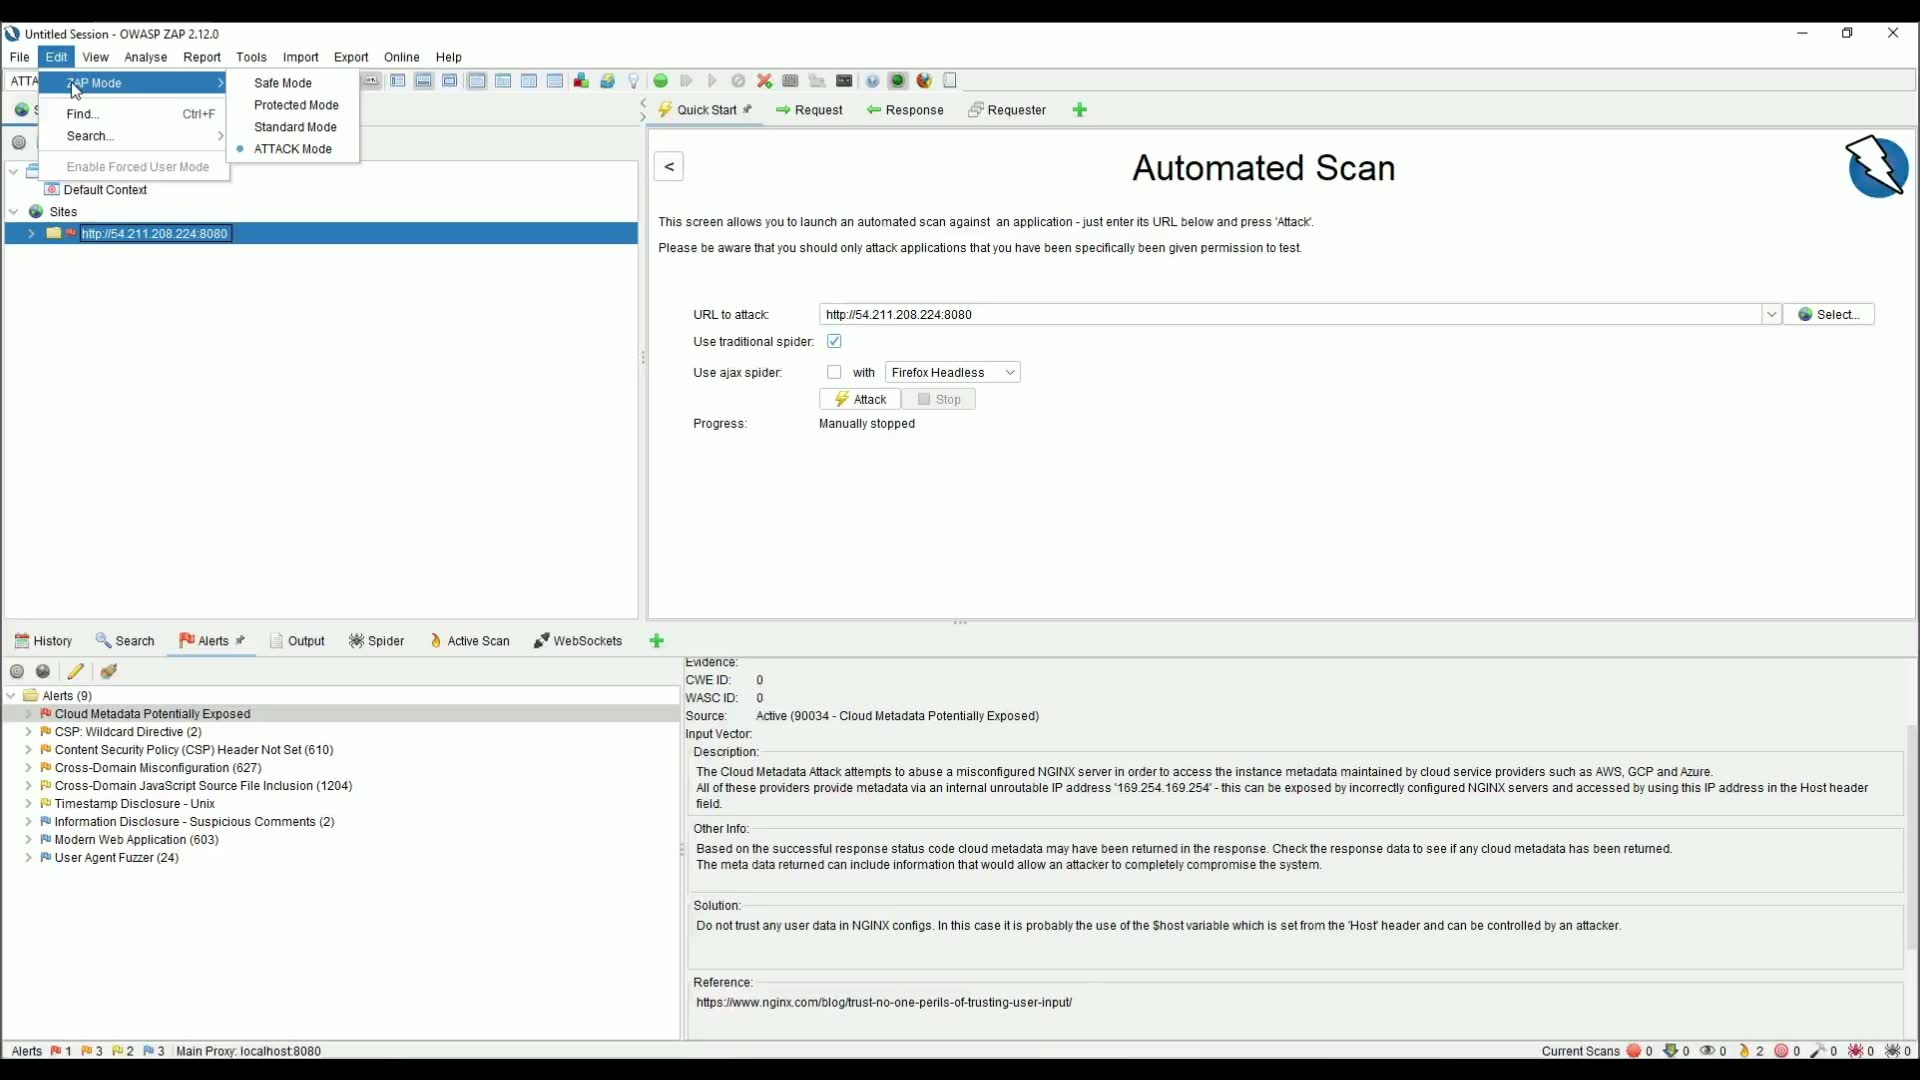 Untitled Session - OWASP ZAP 2.12.0
File Edit View Analyse Report Tools Import Export Online Help
ATTA
ZAP Mode
Find... Ctrl+F
Search...
Enable Forced User Mode
Safe Mode
Protected Mode
Standard Mode
ATTACK Mode
Default Context
Sites
http://54.211.208.224:8080
Quick Start Request Response Requester
<
Automated Scan
This screen allows you to launch an automated scan against an application - just enter its URL below and press 'Attack'.
Please be aware that you should only attack applications that you have been specifically been given permission to test.
URL to attack: http://54.211.208.224:8080 Select...
Use traditional spider:
Use ajax spider: with Firefox Headless
Attack Stop
Progress: Manually stopped
History Search Alerts Output Spider Active Scan WebSockets
Alerts (9)
Cloud Metadata Potentially Exposed
CSP: Wildcard Directive (2)
Content Security Policy (CSP) Header Not Set (610)
Cross-Domain Misconfiguration (627)
Cross-Domain JavaScript Source File Inclusion (1204)
Timestamp Disclosure - Unix
Information Disclosure - Suspicious Comments (2)
Modern Web Application (603)
User Agent Fuzzer (24)
Evidence:
CWE ID: 0
WASC ID: 0
Source: Active (90034 - Cloud Metadata Potentially Exposed)
Input Vector:
Description:
The Cloud Metadata Attack attempts to abuse a misconfigured NGINX server in order to access the instance metadata maintained by cloud service providers such as AWS, GCP and Azure.
All of these providers provide metadata via an internal unroutable IP address '169.254.169.254' - this can be exposed by incorrectly configured NGINX servers and accessed by using this IP address in the Host header
field.
Other Info:
Based on the successful response status code cloud metadata may have been returned in the response. Check the response data to see if any cloud metadata has been returned.
The meta data returned can include information that would allow an attacker to completely compromise the system.
Solution:
Do not trust any user data in NGINX configs. In this case it is probably the use of the $host variable which is set from the 'Host' header and can be controlled by an attacker.
Reference:
https://www.nginx.com/blog/trust-no-one-perils-of-trusting-user-input/
Alerts 1 3 2 3 Main Proxy: localhost:8080
Current Scans 0 0 0 2 0 0 0 0